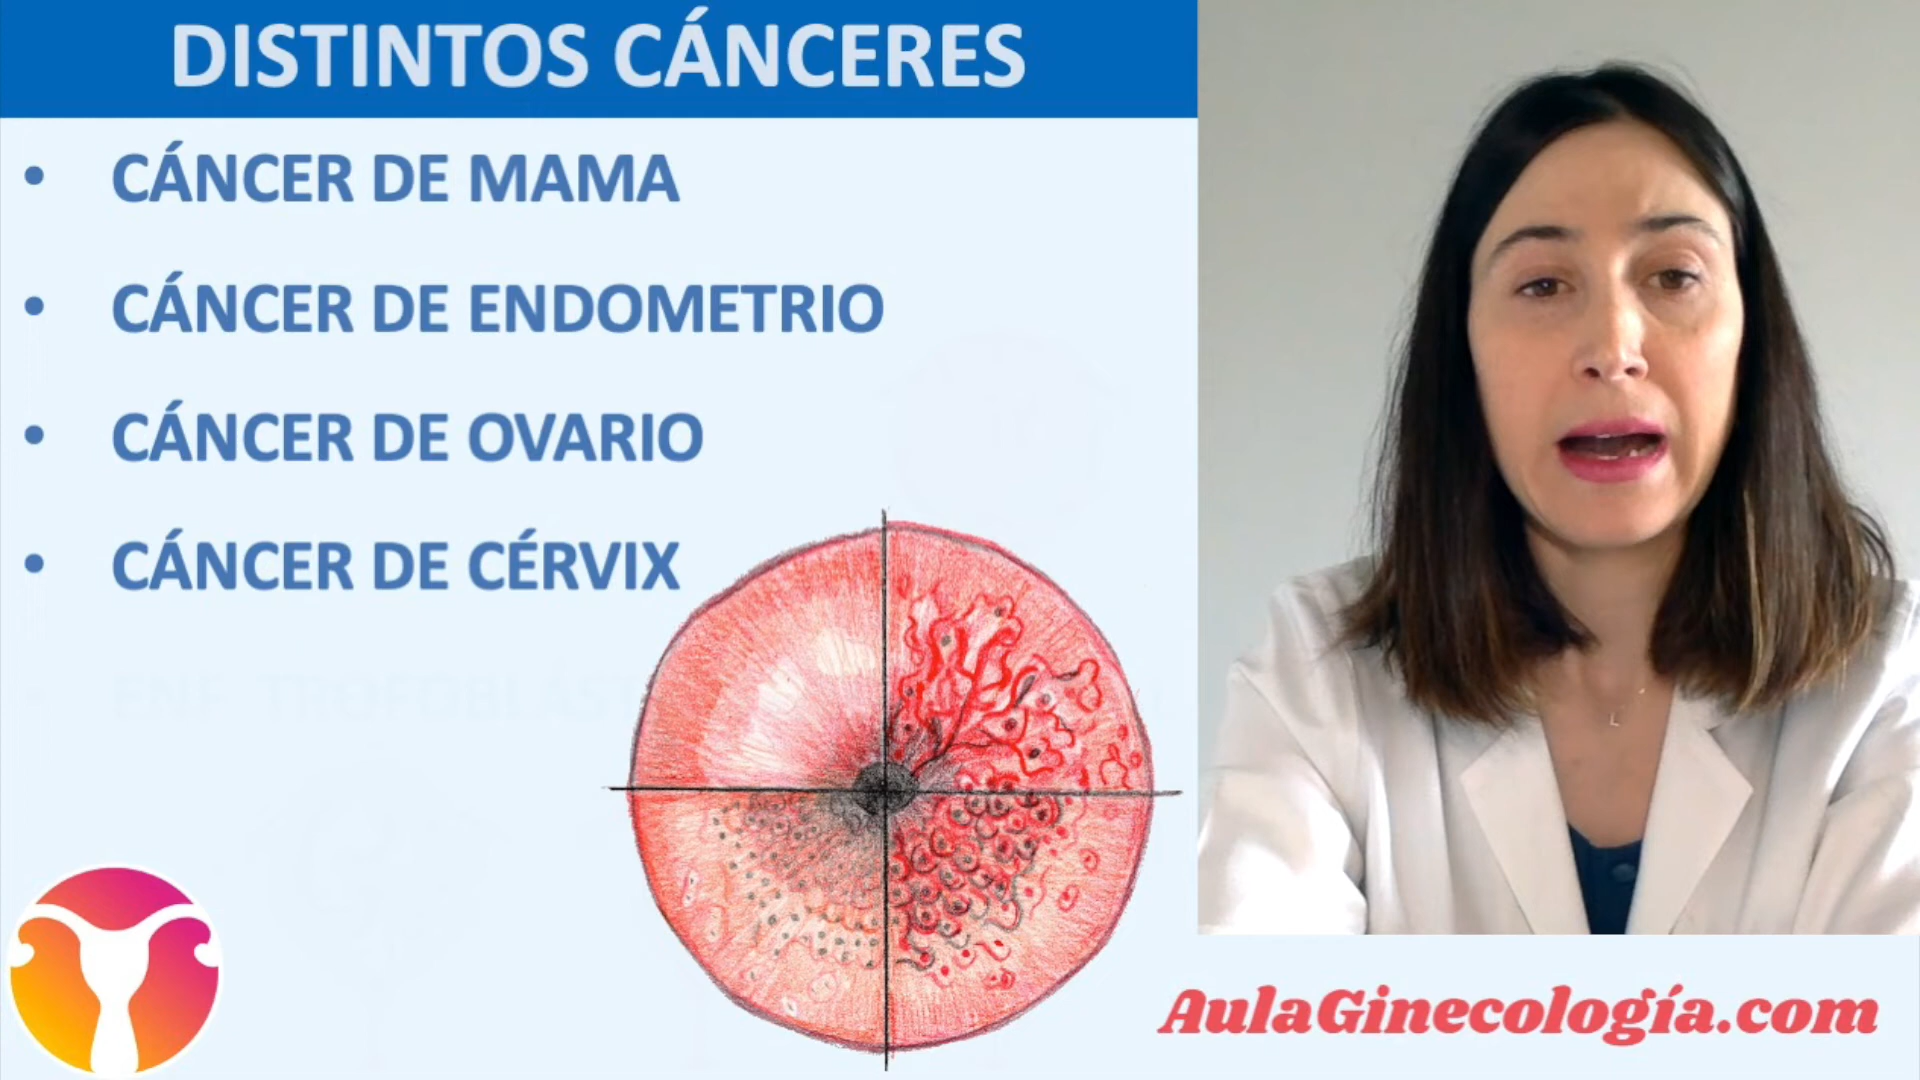 DISTINTOS CÁNCERES
• CÁNCER DE MAMA
• CÁNCER DE ENDOMETRIO
• CÁNCER DE OVARIO
• CÁNCER DE CÉRVIX
AulaGinecología.com